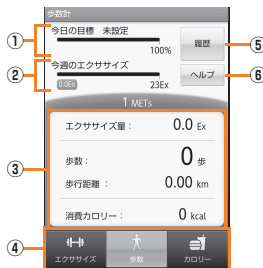 歩数計
① 今日の目標　未設定
100%
履歴 ⑤
② 今週のエクササイズ
0.0Ex 23Ex
ヘルプ ⑥
1 METs
③
エクササイズ量： 0.0 Ex
歩数： 0 歩
歩行距離： 0.00 km
消費カロリー： 0 kcal
④ エクササイズ 歩数 カロリー